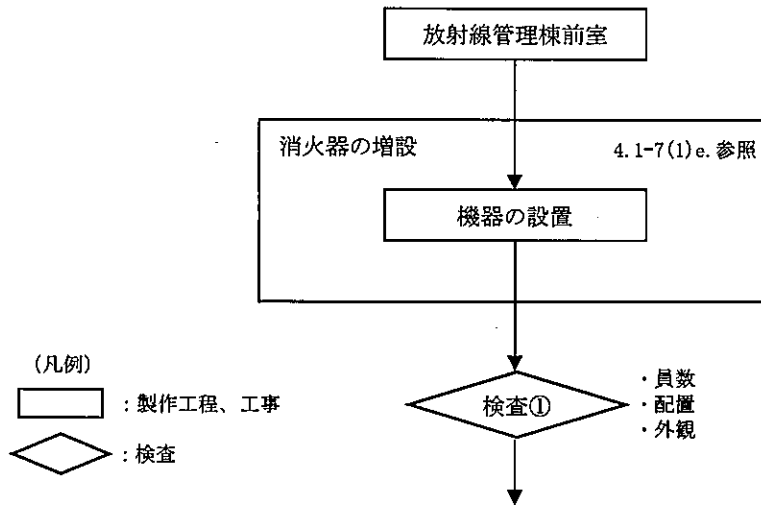 放射線管理棟前室
消火器の増設
4.1-7(1)e.参照
機器の設置
(凡例)
：製作工程、工事
：検査
検査①
・員数
・配置
・外観